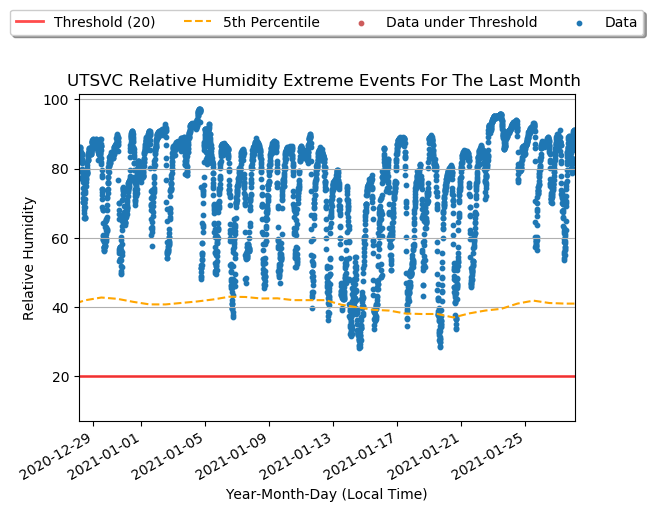 Threshold (20) 5th Percentile Data under Threshold Data
UTSVC Relative Humidity Extreme Events For The Last Month
100
80
60
40
20
Relative Humidity
2020-12-29 2021-01-01 2021-01-05 2021-01-09 2021-01-13 2021-01-17 2021-01-21 2021-01-25
Year-Month-Day (Local Time)